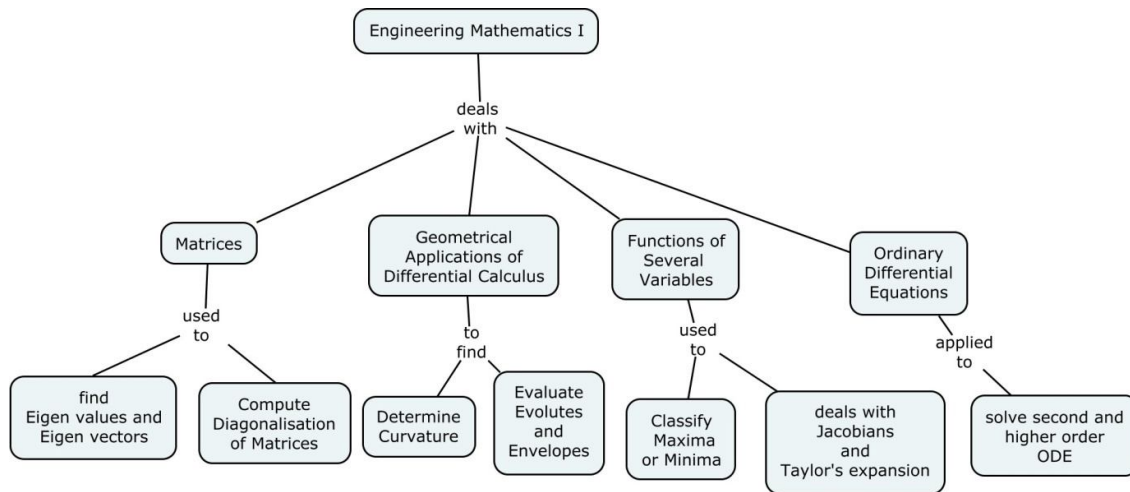 Engineering Mathematics I
deals
with
Matrices
Geometrical
Applications of
Differential Calculus
Functions of
Several
Variables
Ordinary
Differential
Equations
used
to
to
find
used
to
applied
to
find
Eigen values and
Eigen vectors
Compute
Diagonalisation
of Matrices
Determine
Curvature
Evaluate
Evolutes
and
Envelopes
Classify
Maxima
or Minima
deals with
Jacobians
and
Taylor's expansion
solve second and
higher order
ODE